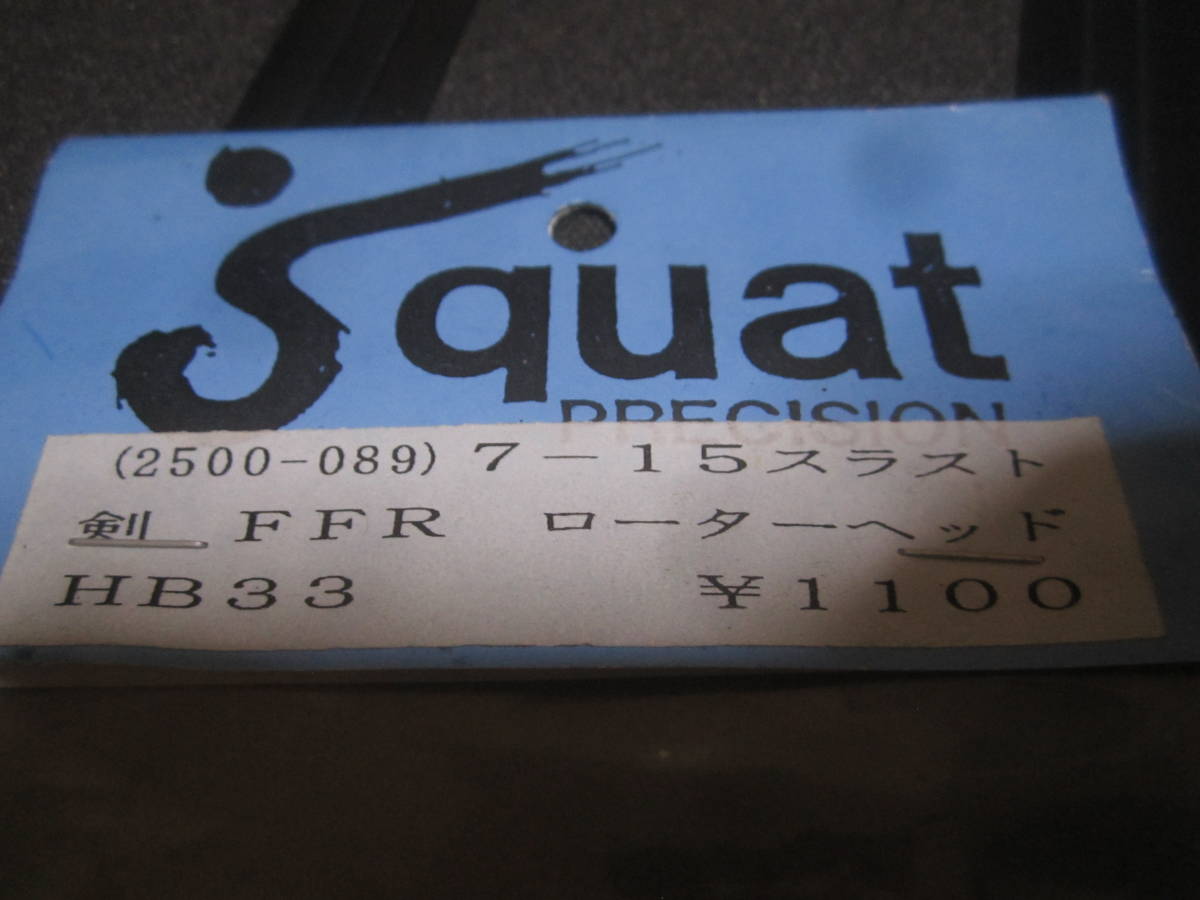 Squat
PRECISION
(2500-089) 7-15スラスト
剣 FFR ローターヘッド
HB33 ¥1100